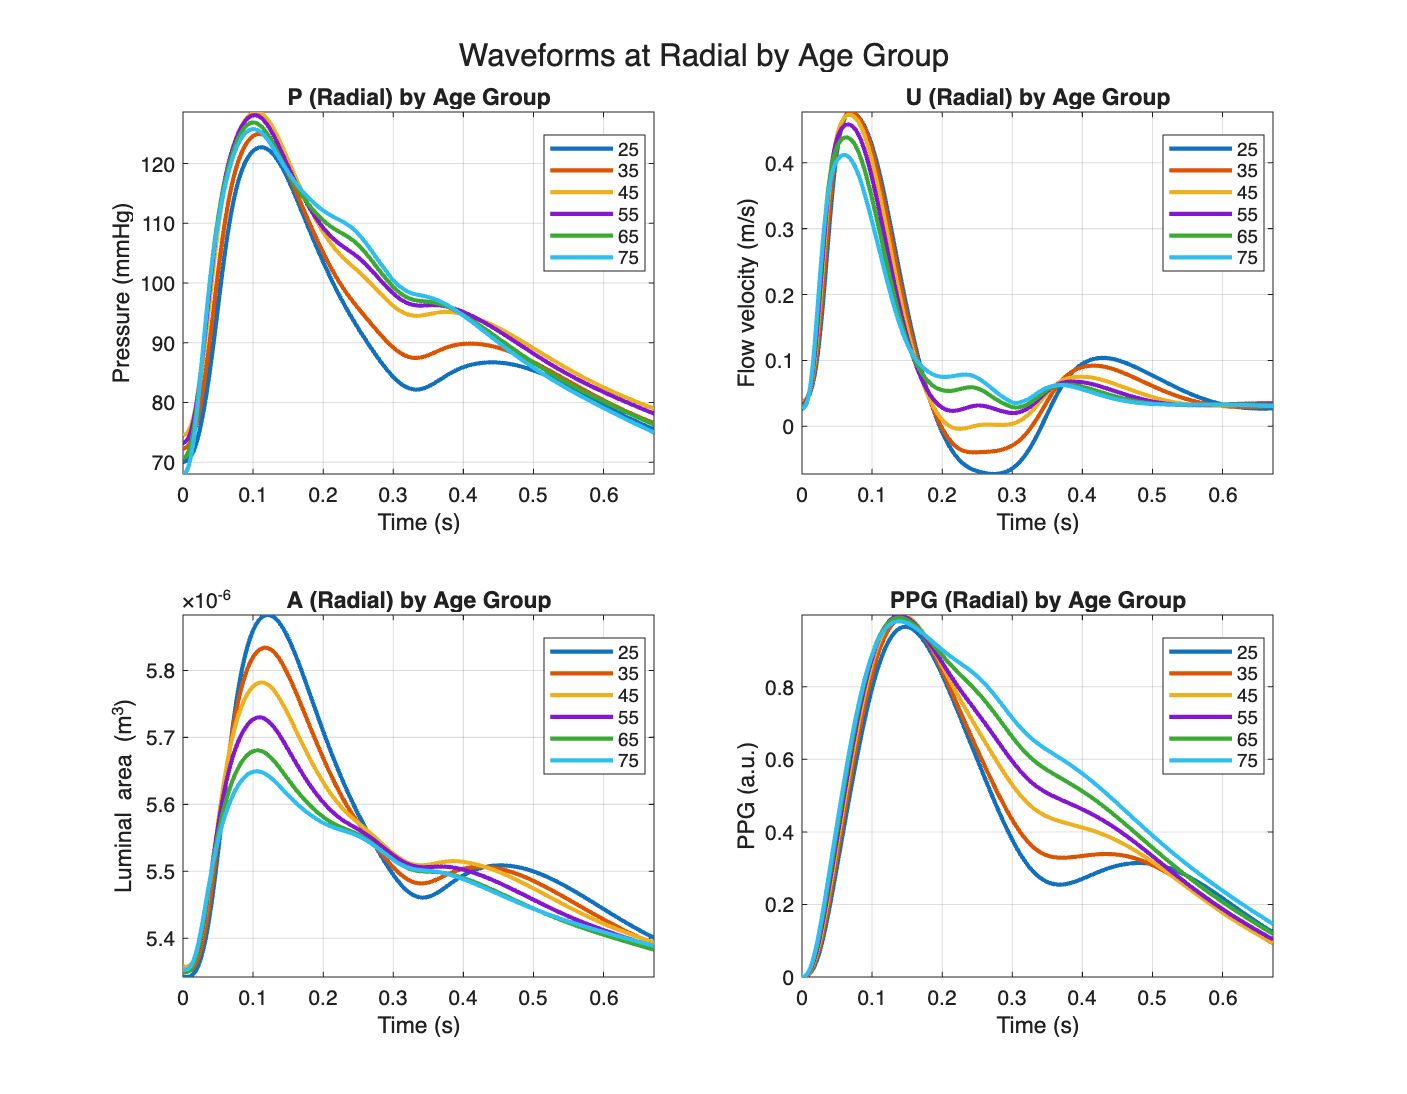 Waveforms at Radial by Age Group
P (Radial) by Age Group
Pressure (mmHg)
120
110
100
90
80
70
0 0.1 0.2 0.3 0.4 0.5 0.6
Time (s)
25
35
45
55
65
75
U (Radial) by Age Group
Flow velocity (m/s)
0.4
0.3
0.2
0.1
0
0 0.1 0.2 0.3 0.4 0.5 0.6
Time (s)
25
35
45
55
65
75
×10⁻⁶
A (Radial) by Age Group
Luminal area (m³)
5.8
5.7
5.6
5.5
5.4
0 0.1 0.2 0.3 0.4 0.5 0.6
Time (s)
25
35
45
55
65
75
PPG (Radial) by Age Group
PPG (a.u.)
0.8
0.6
0.4
0.2
0
0 0.1 0.2 0.3 0.4 0.5 0.6
Time (s)
25
35
45
55
65
75